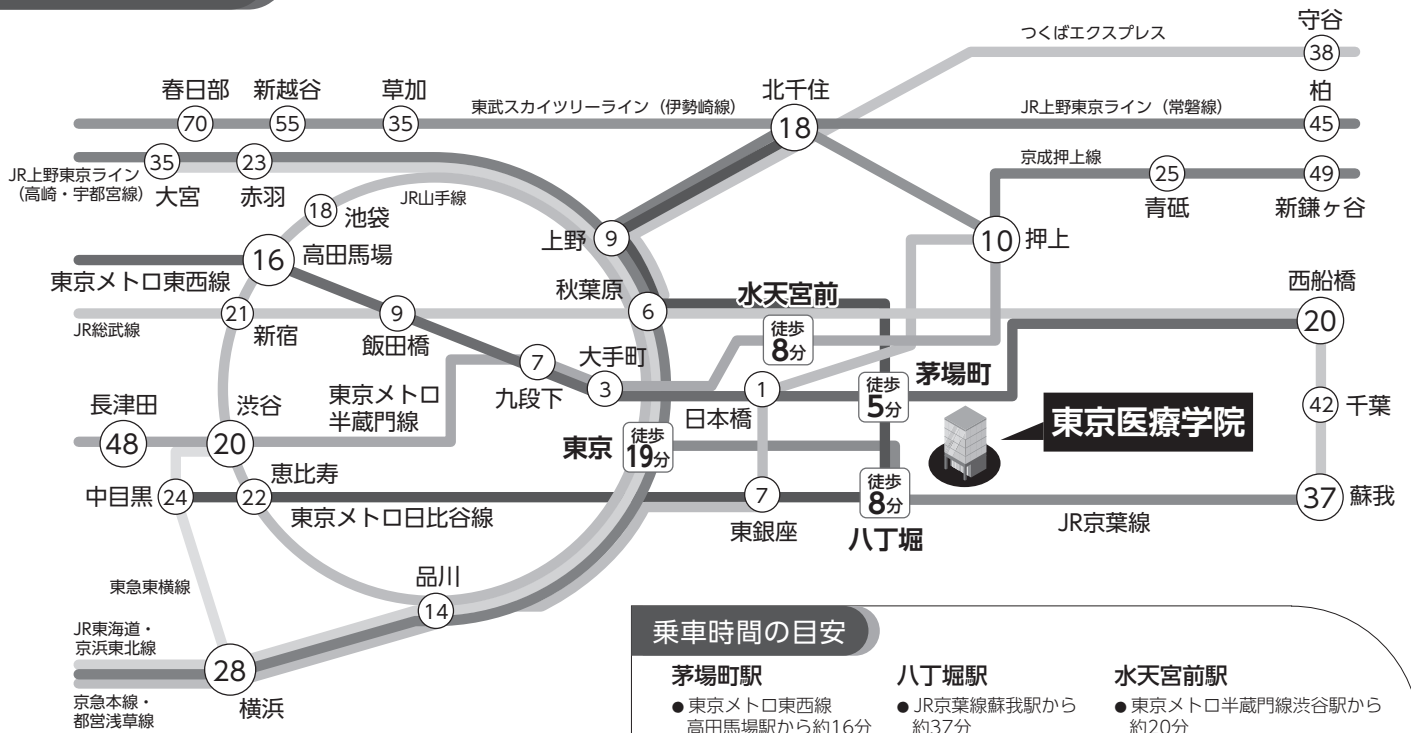 つくばエクスプレス
守谷
38
春日部
70
新越谷
55
草加
35
東武スカイツリーライン（伊勢崎線）
北千住
18
JR上野東京ライン（常磐線）
柏
45
JR上野東京ライン
（高崎・宇都宮線）
35
大宮
23
赤羽
JR山手線
18
池袋
京成押上線
25
青砥
49
新鎌ヶ谷
上野
9
10
押上
16
高田馬場
東京メトロ東西線
秋葉原
6
水天宮前
徒歩
8分
西船橋
20
JR総武線
21
新宿
9
飯田橋
7
九段下
大手町
3
1
日本橋
茅場町
徒歩
5分
東京メトロ
半蔵門線
長津田
48
渋谷
20
東京
徒歩
19分
東京医療学院
42
千葉
中目黒
24
恵比寿
22
東京メトロ日比谷線
7
東銀座
徒歩
8分
八丁堀
JR京葉線
37
蘇我
東急東横線
品川
14
JR東海道・
京浜東北線
28
横浜
京急本線・
都営浅草線
乗車時間の目安
茅場町駅
●東京メトロ東西線
高田馬場駅から約16分
八丁堀駅
●JR京葉線蘇我駅から
約37分
水天宮前駅
●東京メトロ半蔵門線渋谷駅から
約20分